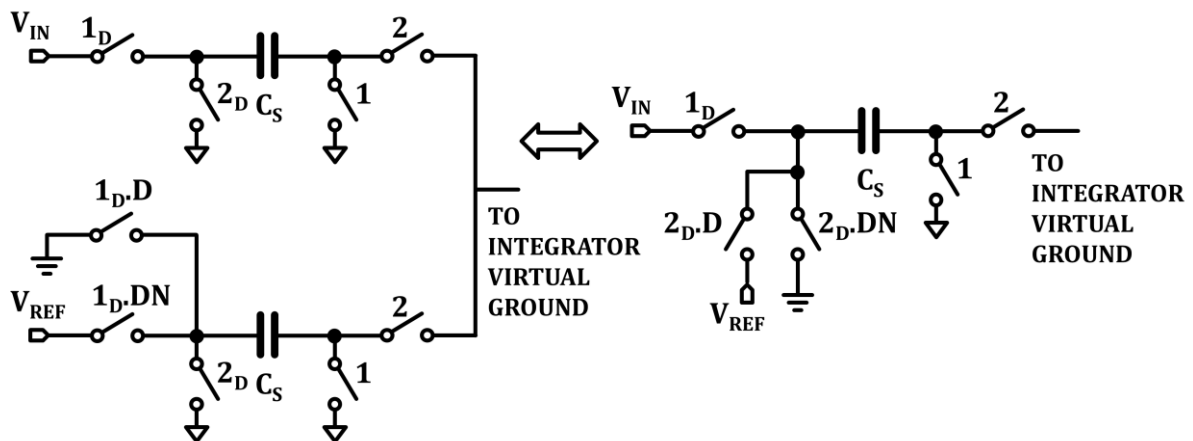 V_IN
1_D
2
2_D
C_S
1
1_D.D
V_REF
1_D.DN
2
2_D
C_S
1
TO
INTEGRATOR
VIRTUAL
GROUND
V_IN
1_D
2
C_S
1
2_D.D
2_D.DN
V_REF
TO
INTEGRATOR
VIRTUAL
GROUND